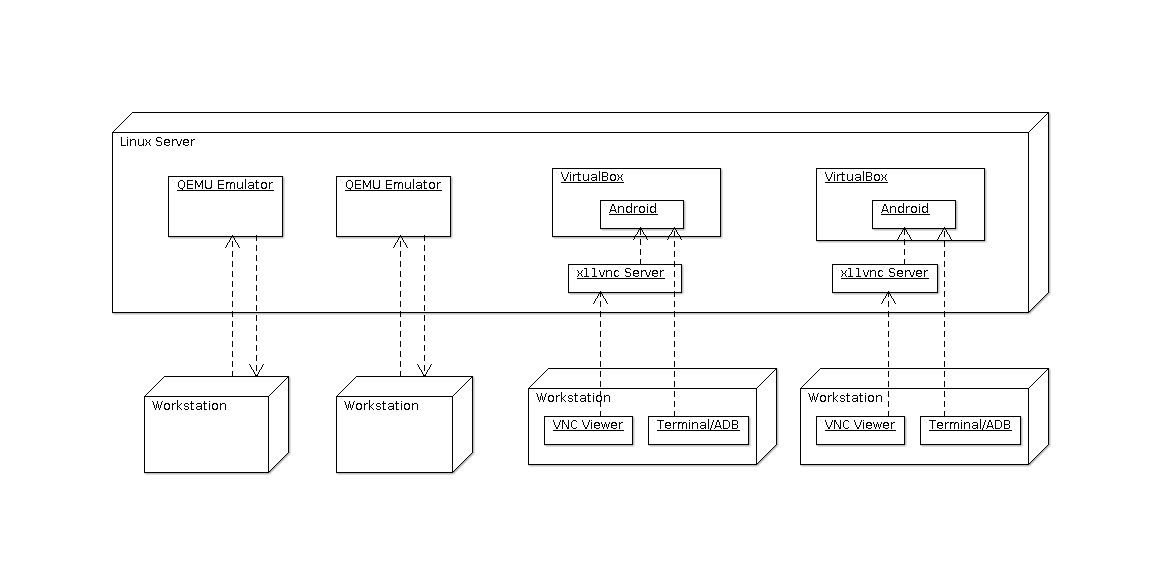 Linux Server
QEMU Emulator
QEMU Emulator
VirtualBox
Android
x11vnc Server
VirtualBox
Android
x11vnc Server
Workstation
Workstation
Workstation
VNC Viewer
Terminal/ADB
Workstation
VNC Viewer
Terminal/ADB